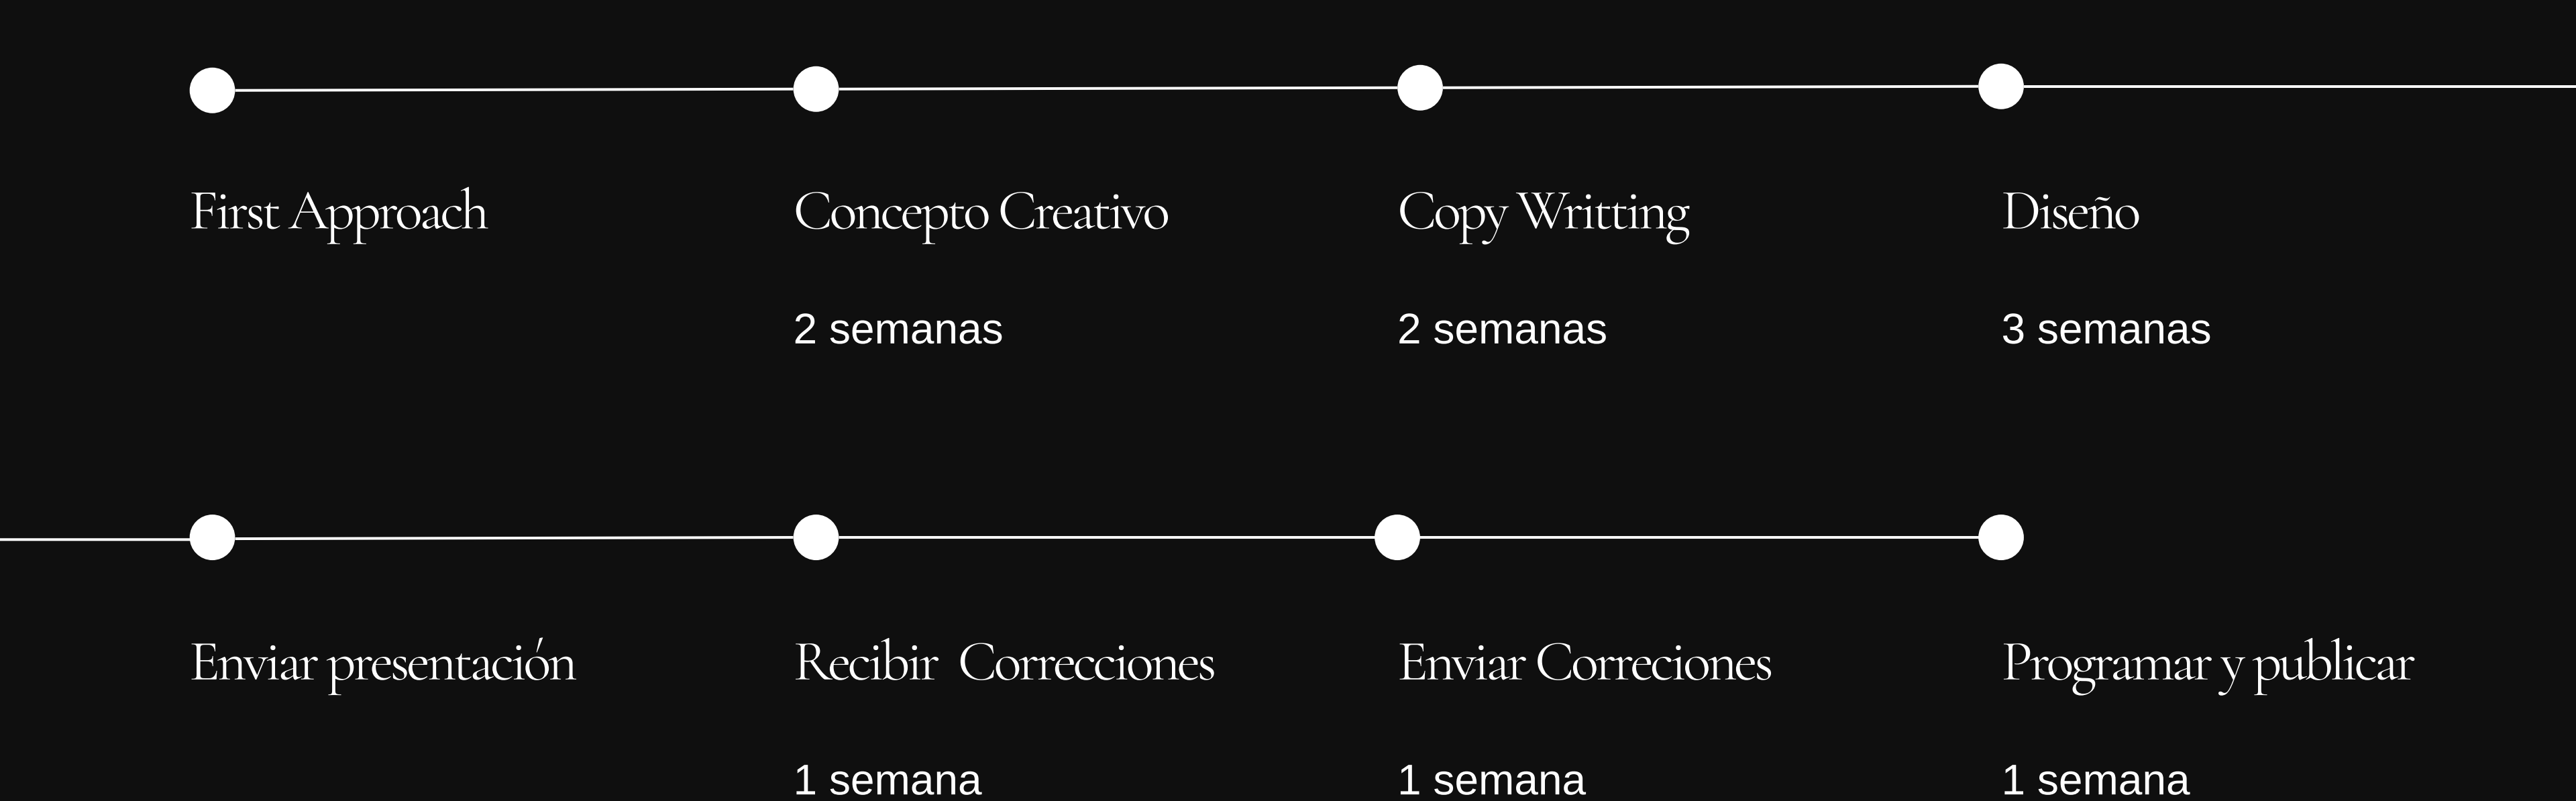 First Approach
Concepto Creativo
Copy Writting
Diseño
2 semanas
2 semanas
3 semanas
Enviar presentación
Recibir  Correcciones
Enviar Correciones
Programar y publicar
1 semana
1 semana
1 semana